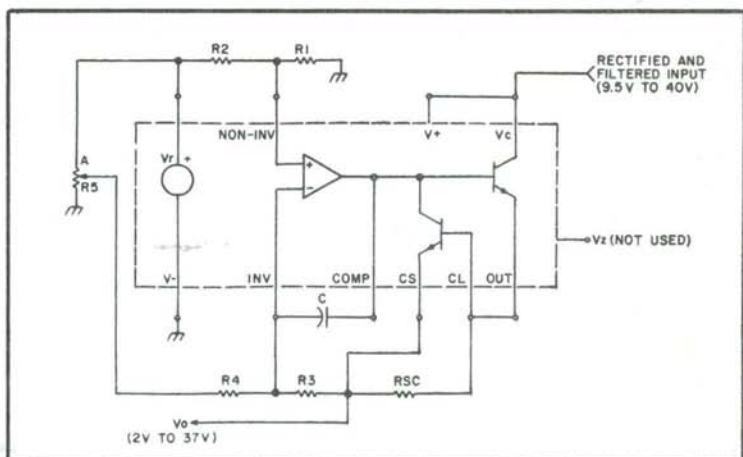 R2 R1
RECTIFIED AND
FILTERED INPUT
(9.5V TO 40V)
NON-INV V+ Vc
Vr +
A
R5
+
-
Vz (NOT USED)
V- INV COMP CS CL OUT
C
R4 R3 RSC
Vo
(2V TO 37V)